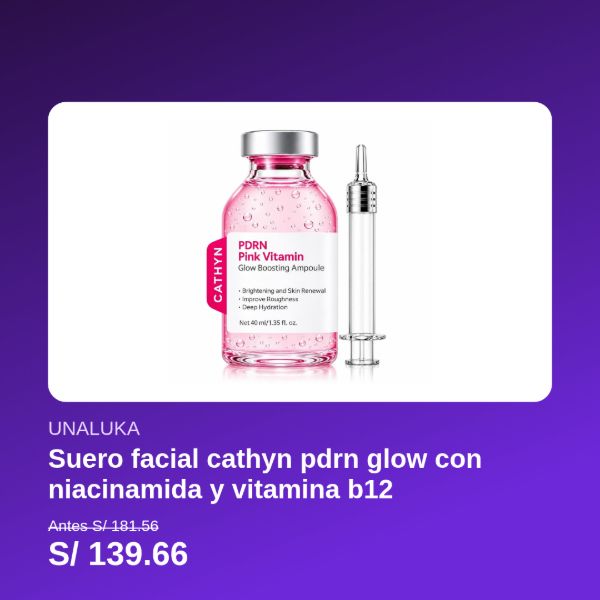 CATHYN
PDRN
Pink Vitamin
Glow Boosting Ampoule
• Brightening and Skin Renewal
• Improve Roughness
• Deep Hydration
Net 40 ml/1.35 fl. oz.
UNALUKA
Suero facial cathyn pdrn glow con
niacinamida y vitamina b12
Antes S/ 181.56
S/ 139.66